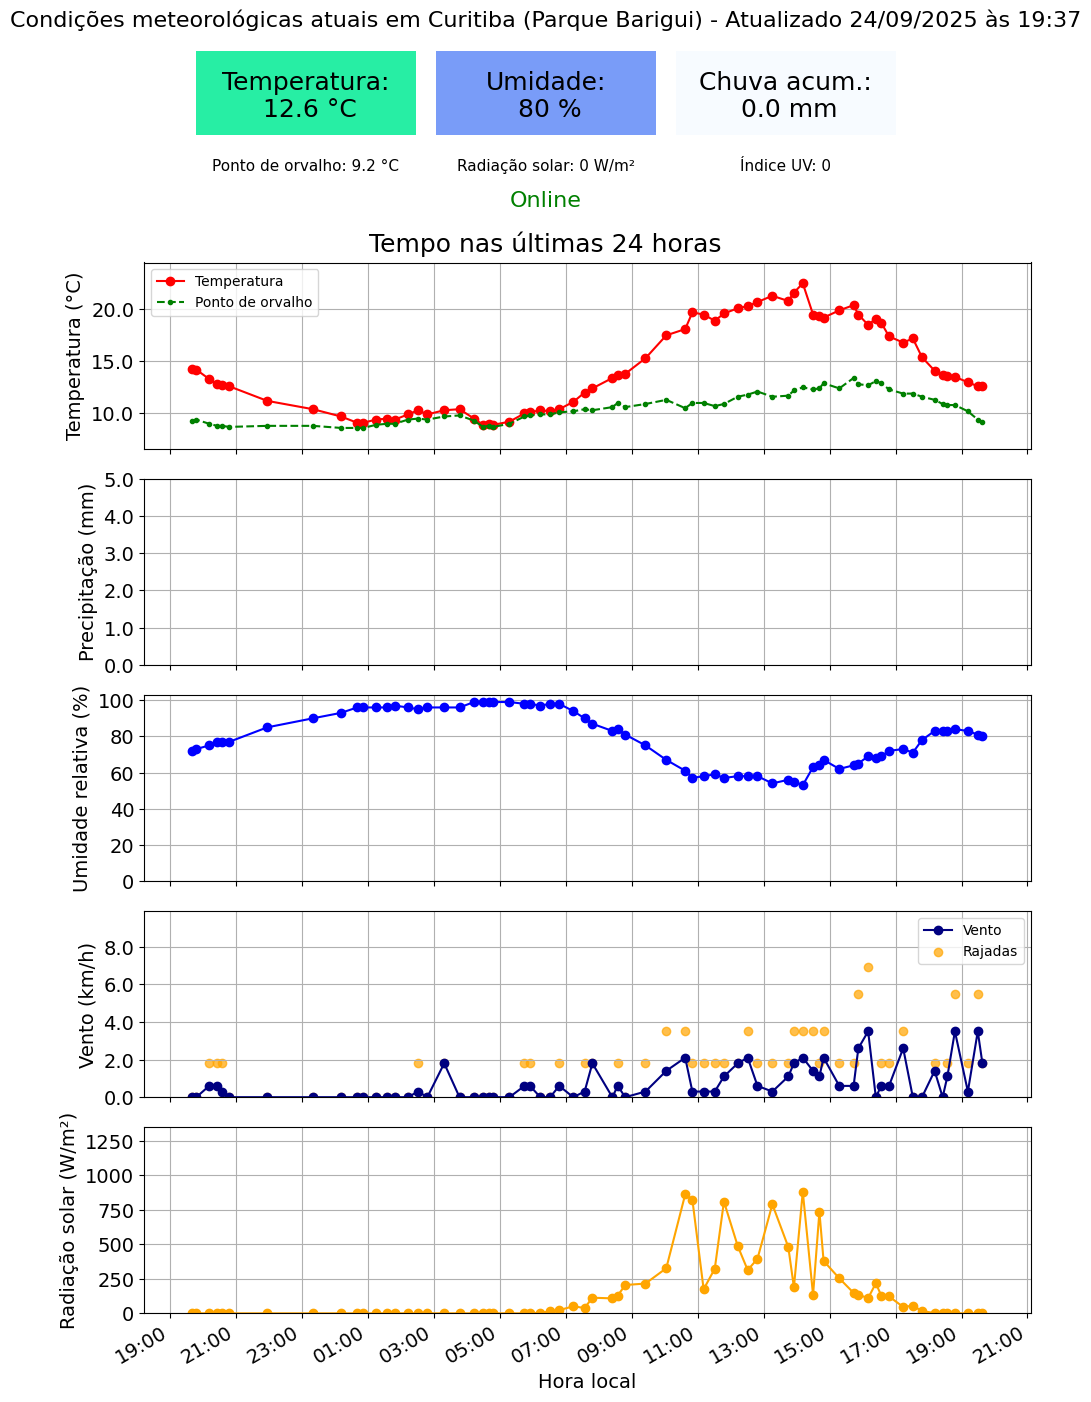 Condições meteorológicas atuais em Curitiba (Parque Barigui) - Atualizado 24/09/2025 às 19:37
Temperatura:
12.6 °C
Umidade:
80 %
Chuva acum.:
0.0 mm
Ponto de orvalho: 9.2 °C
Radiação solar: 0 W/m²
Índice UV: 0
Online
Tempo nas últimas 24 horas
Temperatura (°C)
20.0
15.0
10.0
Temperatura
Ponto de orvalho
Precipitação (mm)
5.0
4.0
3.0
2.0
1.0
0.0
Umidade relativa (%)
100
80
60
40
20
0
Vento (km/h)
8.0
6.0
4.0
2.0
0.0
Vento
Rajadas
Radiação solar (W/m²)
1250
1000
750
500
250
0
19:00
21:00
23:00
01:00
03:00
05:00
07:00
09:00
11:00
13:00
15:00
17:00
19:00
21:00
Hora local